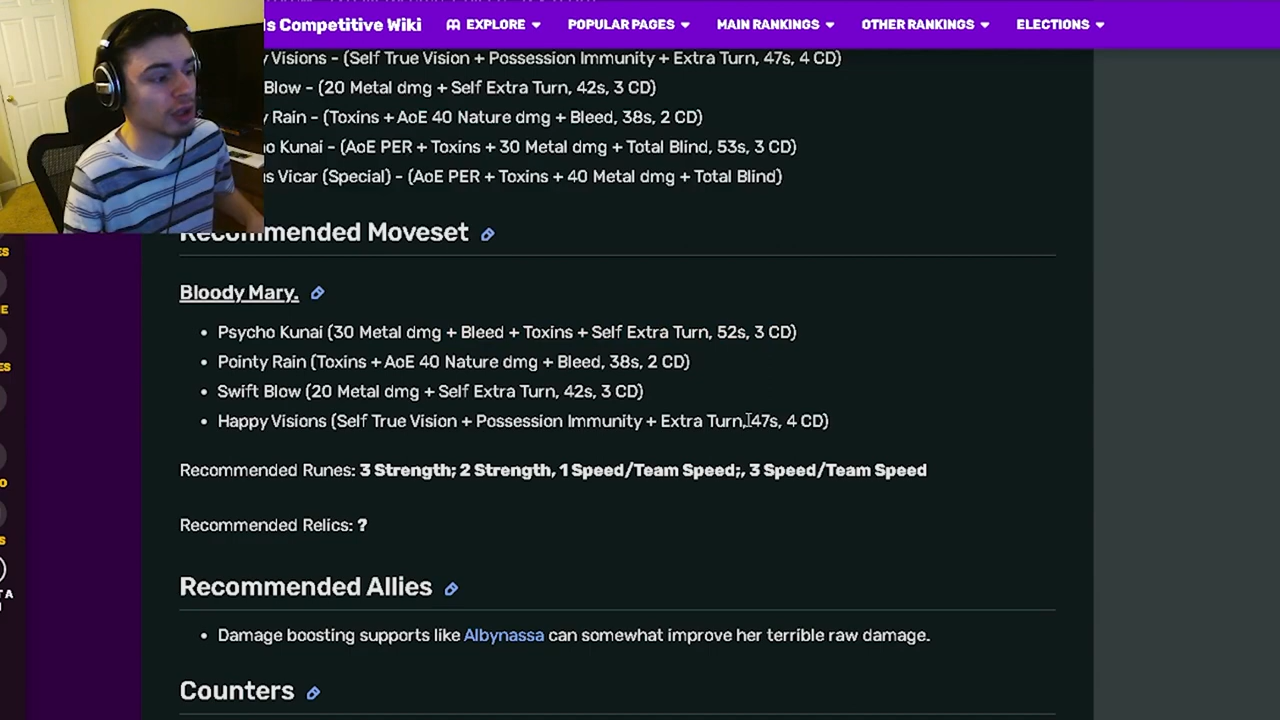 ls Competitive Wiki EXPLORE POPULAR PAGES MAIN RANKINGS OTHER RANKINGS ELECTIONS
y Visions - (Self True Vision + Possession Immunity + Extra Turn, 47s, 4 CD)
Blow - (20 Metal dmg + Self Extra Turn, 42s, 3 CD)
y Rain - (Toxins + AoE 40 Nature dmg + Bleed, 38s, 2 CD)
o Kunai - (AoE PER + Toxins + 30 Metal dmg + Total Blind, 53s, 3 CD)
s Vicar (Special) - (AoE PER + Toxins + 40 Metal dmg + Total Blind)
Recommended Moveset
Bloody Mary.
• Psycho Kunai (30 Metal dmg + Bleed + Toxins + Self Extra Turn, 52s, 3 CD)
• Pointy Rain (Toxins + AoE 40 Nature dmg + Bleed, 38s, 2 CD)
• Swift Blow (20 Metal dmg + Self Extra Turn, 42s, 3 CD)
• Happy Visions (Self True Vision + Possession Immunity + Extra Turn, 47s, 4 CD)
Recommended Runes: 3 Strength; 2 Strength, 1 Speed/Team Speed;, 3 Speed/Team Speed
Recommended Relics: ?
Recommended Allies
• Damage boosting supports like Albynassa can somewhat improve her terrible raw damage.
Counters